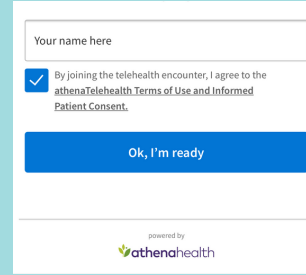 Your name here
By joining the telehealth encounter, I agree to the
athenaTelehealth Terms of Use and Informed
Patient Consent.
Ok, I'm ready
powered by
athenahealth